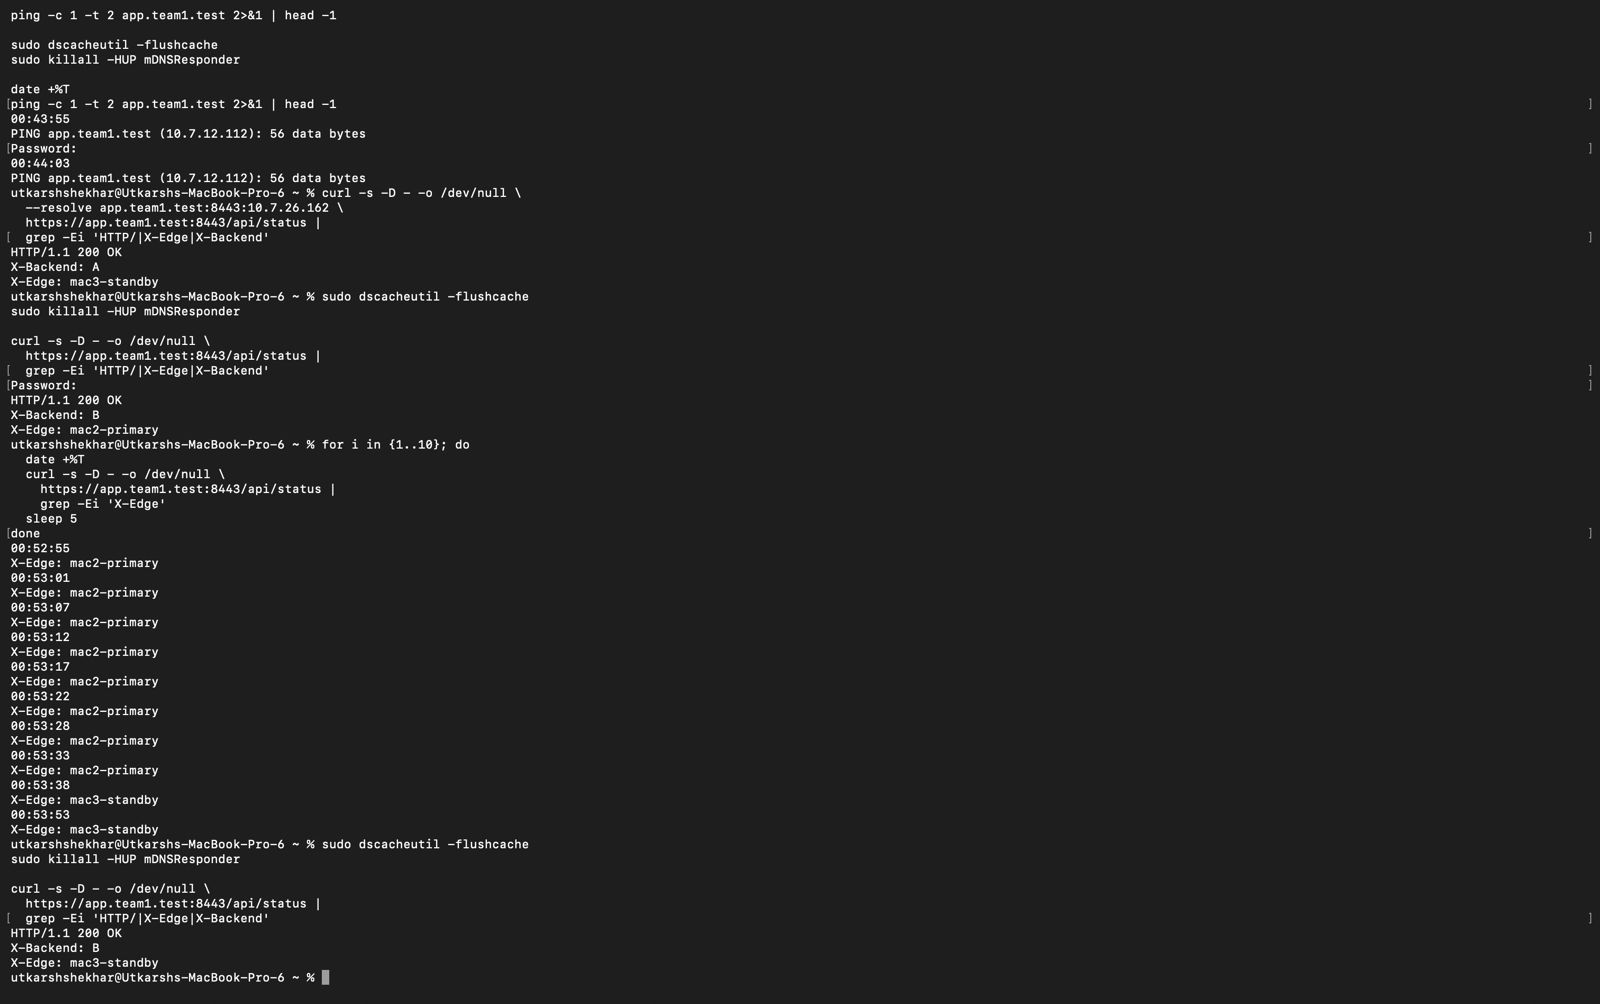 ping -c 1 -t 2 app.team1.test 2>&1 | head -1
sudo dscacheutil -flushcache
sudo killall -HUP mDNSResponder
date +%T
[ping -c 1 -t 2 app.team1.test 2>&1 | head -1 ]
00:43:55
PING app.team1.test (10.7.12.112): 56 data bytes
[Password: ]
00:44:03
PING app.team1.test (10.7.12.112): 56 data bytes
utkarshshekhar@Utkarshs-MacBook-Pro-6 ~ % curl -s -D - -o /dev/null \
  --resolve app.team1.test:8443:10.7.26.162 \
  https://app.team1.test:8443/api/status |
[  grep -Ei 'HTTP/|X-Edge|X-Backend' ]
HTTP/1.1 200 OK
X-Backend: A
X-Edge: mac3-standby
utkarshshekhar@Utkarshs-MacBook-Pro-6 ~ % sudo dscacheutil -flushcache
sudo killall -HUP mDNSResponder
curl -s -D - -o /dev/null \
  https://app.team1.test:8443/api/status |
[  grep -Ei 'HTTP/|X-Edge|X-Backend' ]
[Password: ]
HTTP/1.1 200 OK
X-Backend: B
X-Edge: mac2-primary
utkarshshekhar@Utkarshs-MacBook-Pro-6 ~ % for i in {1..10}; do
  date +%T
  curl -s -D - -o /dev/null \
    https://app.team1.test:8443/api/status |
    grep -Ei 'X-Edge'
  sleep 5
[done ]
00:52:55
X-Edge: mac2-primary
00:53:01
X-Edge: mac2-primary
00:53:07
X-Edge: mac2-primary
00:53:12
X-Edge: mac2-primary
00:53:17
X-Edge: mac2-primary
00:53:22
X-Edge: mac2-primary
00:53:28
X-Edge: mac2-primary
00:53:33
X-Edge: mac2-primary
00:53:38
X-Edge: mac3-standby
00:53:53
X-Edge: mac3-standby
utkarshshekhar@Utkarshs-MacBook-Pro-6 ~ % sudo dscacheutil -flushcache
sudo killall -HUP mDNSResponder
curl -s -D - -o /dev/null \
  https://app.team1.test:8443/api/status |
[  grep -Ei 'HTTP/|X-Edge|X-Backend' ]
HTTP/1.1 200 OK
X-Backend: B
X-Edge: mac3-standby
utkarshshekhar@Utkarshs-MacBook-Pro-6 ~ %